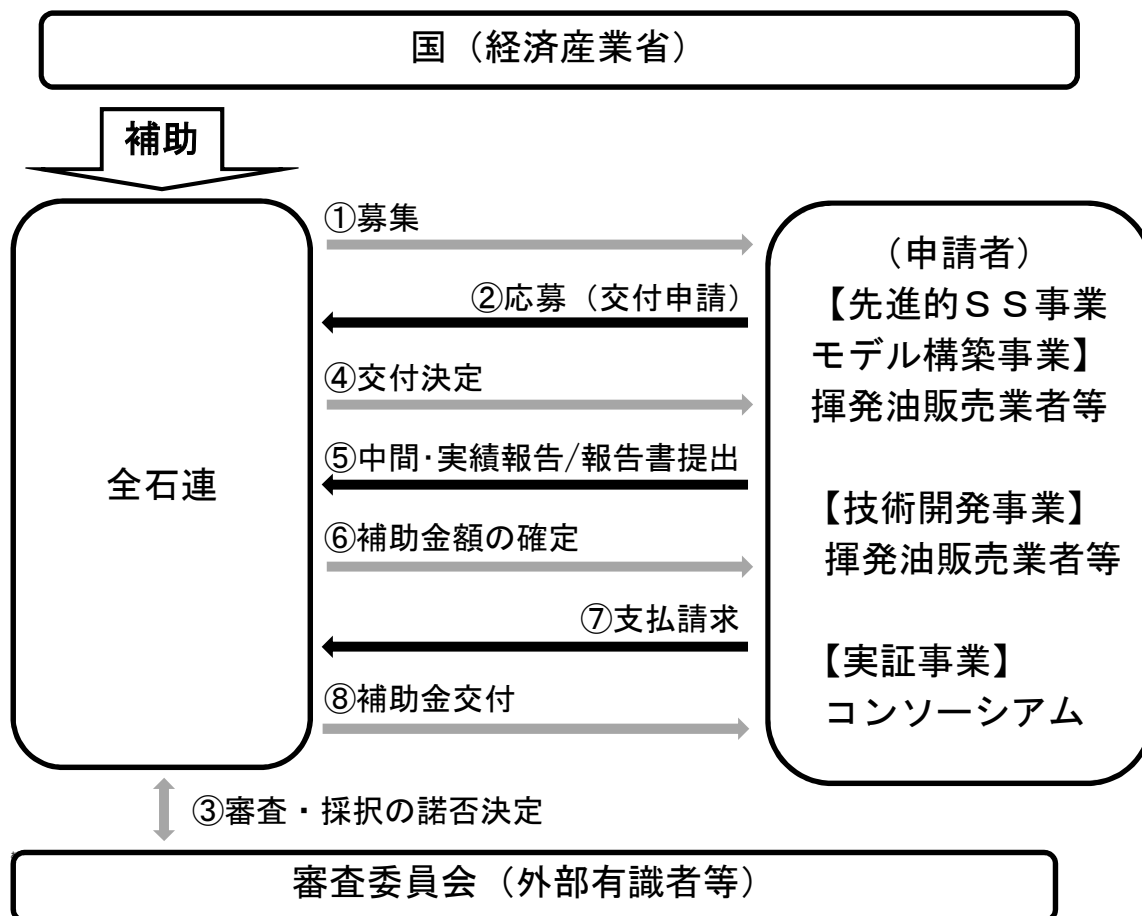 国（経済産業省）
補助
①募集
②応募（交付申請）
④交付決定
⑤中間･実績報告/報告書提出
⑥補助金額の確定
⑦支払請求
⑧補助金交付
全石連
（申請者）
【先進的ＳＳ事業
モデル構築事業】
揮発油販売業者等
【技術開発事業】
揮発油販売業者等
【実証事業】
コンソーシアム
③審査・採択の諾否決定
審査委員会（外部有識者等）